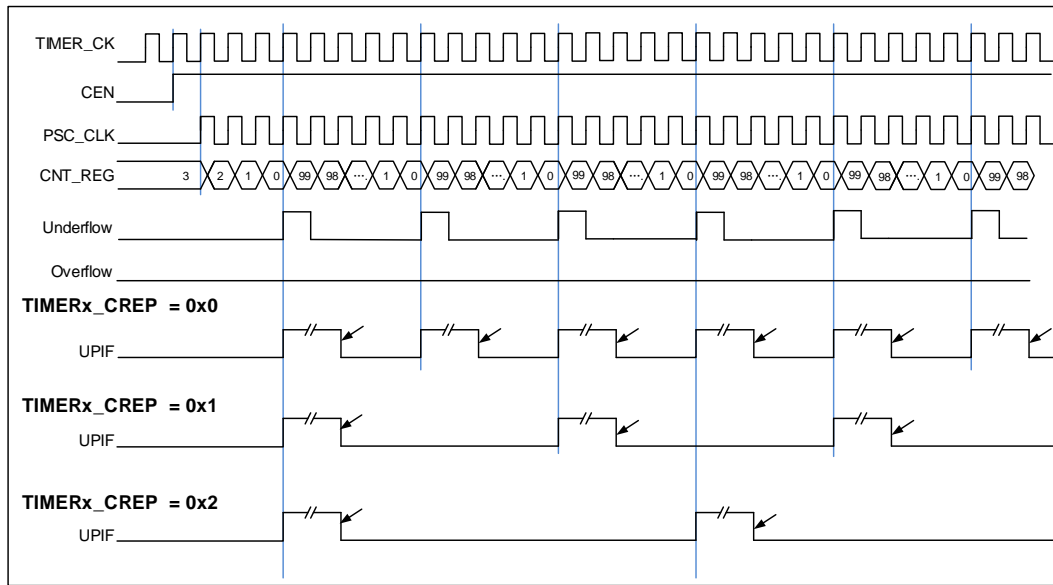 TIMER_CK
CEN
PSC_CLK
CNT_REG 3 2 1 0 99 98 .... 1 0 99 98 .... 1 0 99 98 .... 1 0 99 98 .... 1 0 99 98 .... 1 0 99 98
Underflow
Overflow
TIMERx_CREP = 0x0
UPIF
TIMERx_CREP = 0x1
UPIF
TIMERx_CREP = 0x2
UPIF